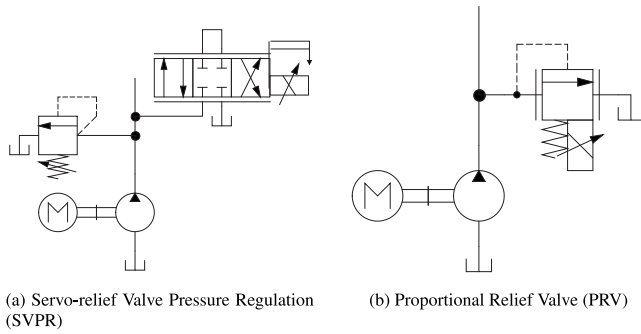 M
M
(a) Servo-relief Valve Pressure Regulation
(SVPR)
(b) Proportional Relief Valve (PRV)